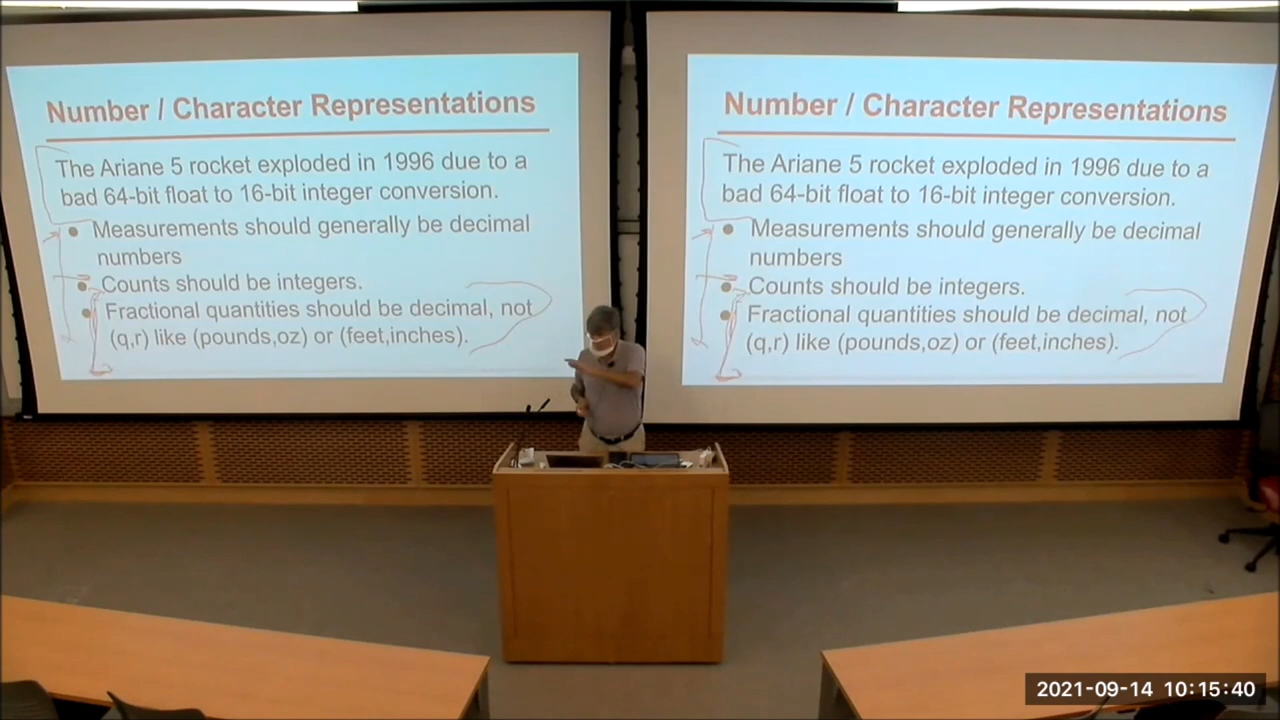 Number / Character Representations
The Ariane 5 rocket exploded in 1996 due to a
bad 64-bit float to 16-bit integer conversion.
● Measurements should generally be decimal
numbers
● Counts should be integers.
● Fractional quantities should be decimal, not
(q,r) like (pounds,oz) or (feet,inches).
Number / Character Representations
The Ariane 5 rocket exploded in 1996 due to a
bad 64-bit float to 16-bit integer conversion.
● Measurements should generally be decimal
numbers
● Counts should be integers.
● Fractional quantities should be decimal, not
(q,r) like (pounds,oz) or (feet,inches).
2021-09-14 10:15:40